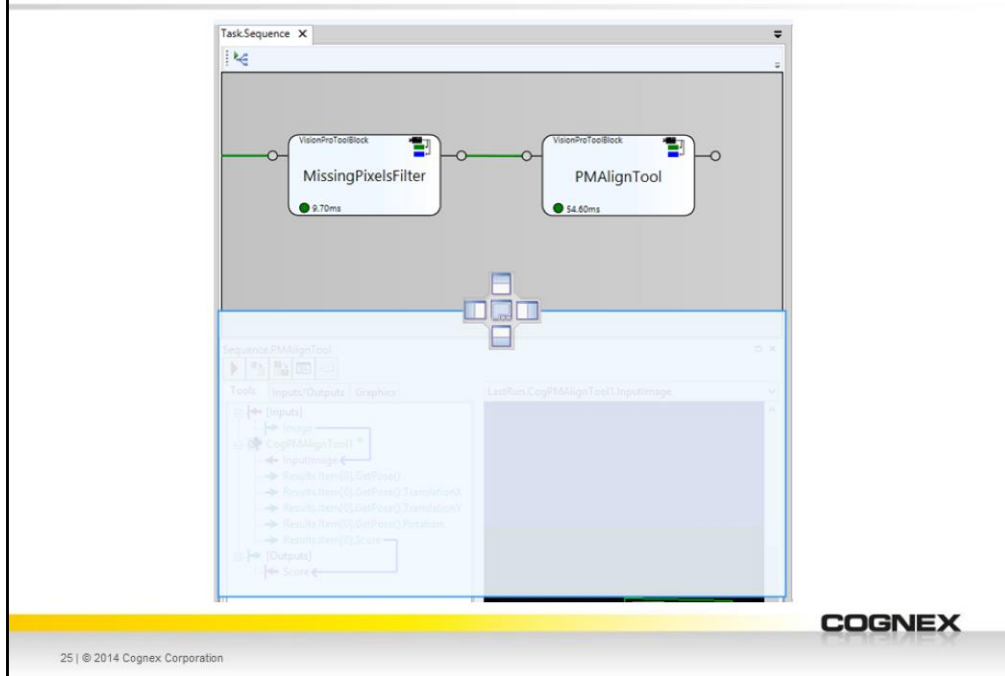 Task.Sequence X
VisionProToolBlock
MissingPixelsFilter
9.70ms
VisionProToolBlock
PMAlignTool
54.60ms
Sequence.PMAlignTool
Tools Inputs/Outputs Graphics
LastRun.CogPMAlignTool1.InputImage
[Inputs]
Image
CogPMAlignTool1 *
InputImage
Results.Item[0].GetPose()
Results.Item[0].GetPose().TranslationX
Results.Item[0].GetPose().TranslationY
Results.Item[0].GetPose().Rotation
Results.Item[0].Score
[Outputs]
Score
COGNEX
25 | © 2014 Cognex Corporation